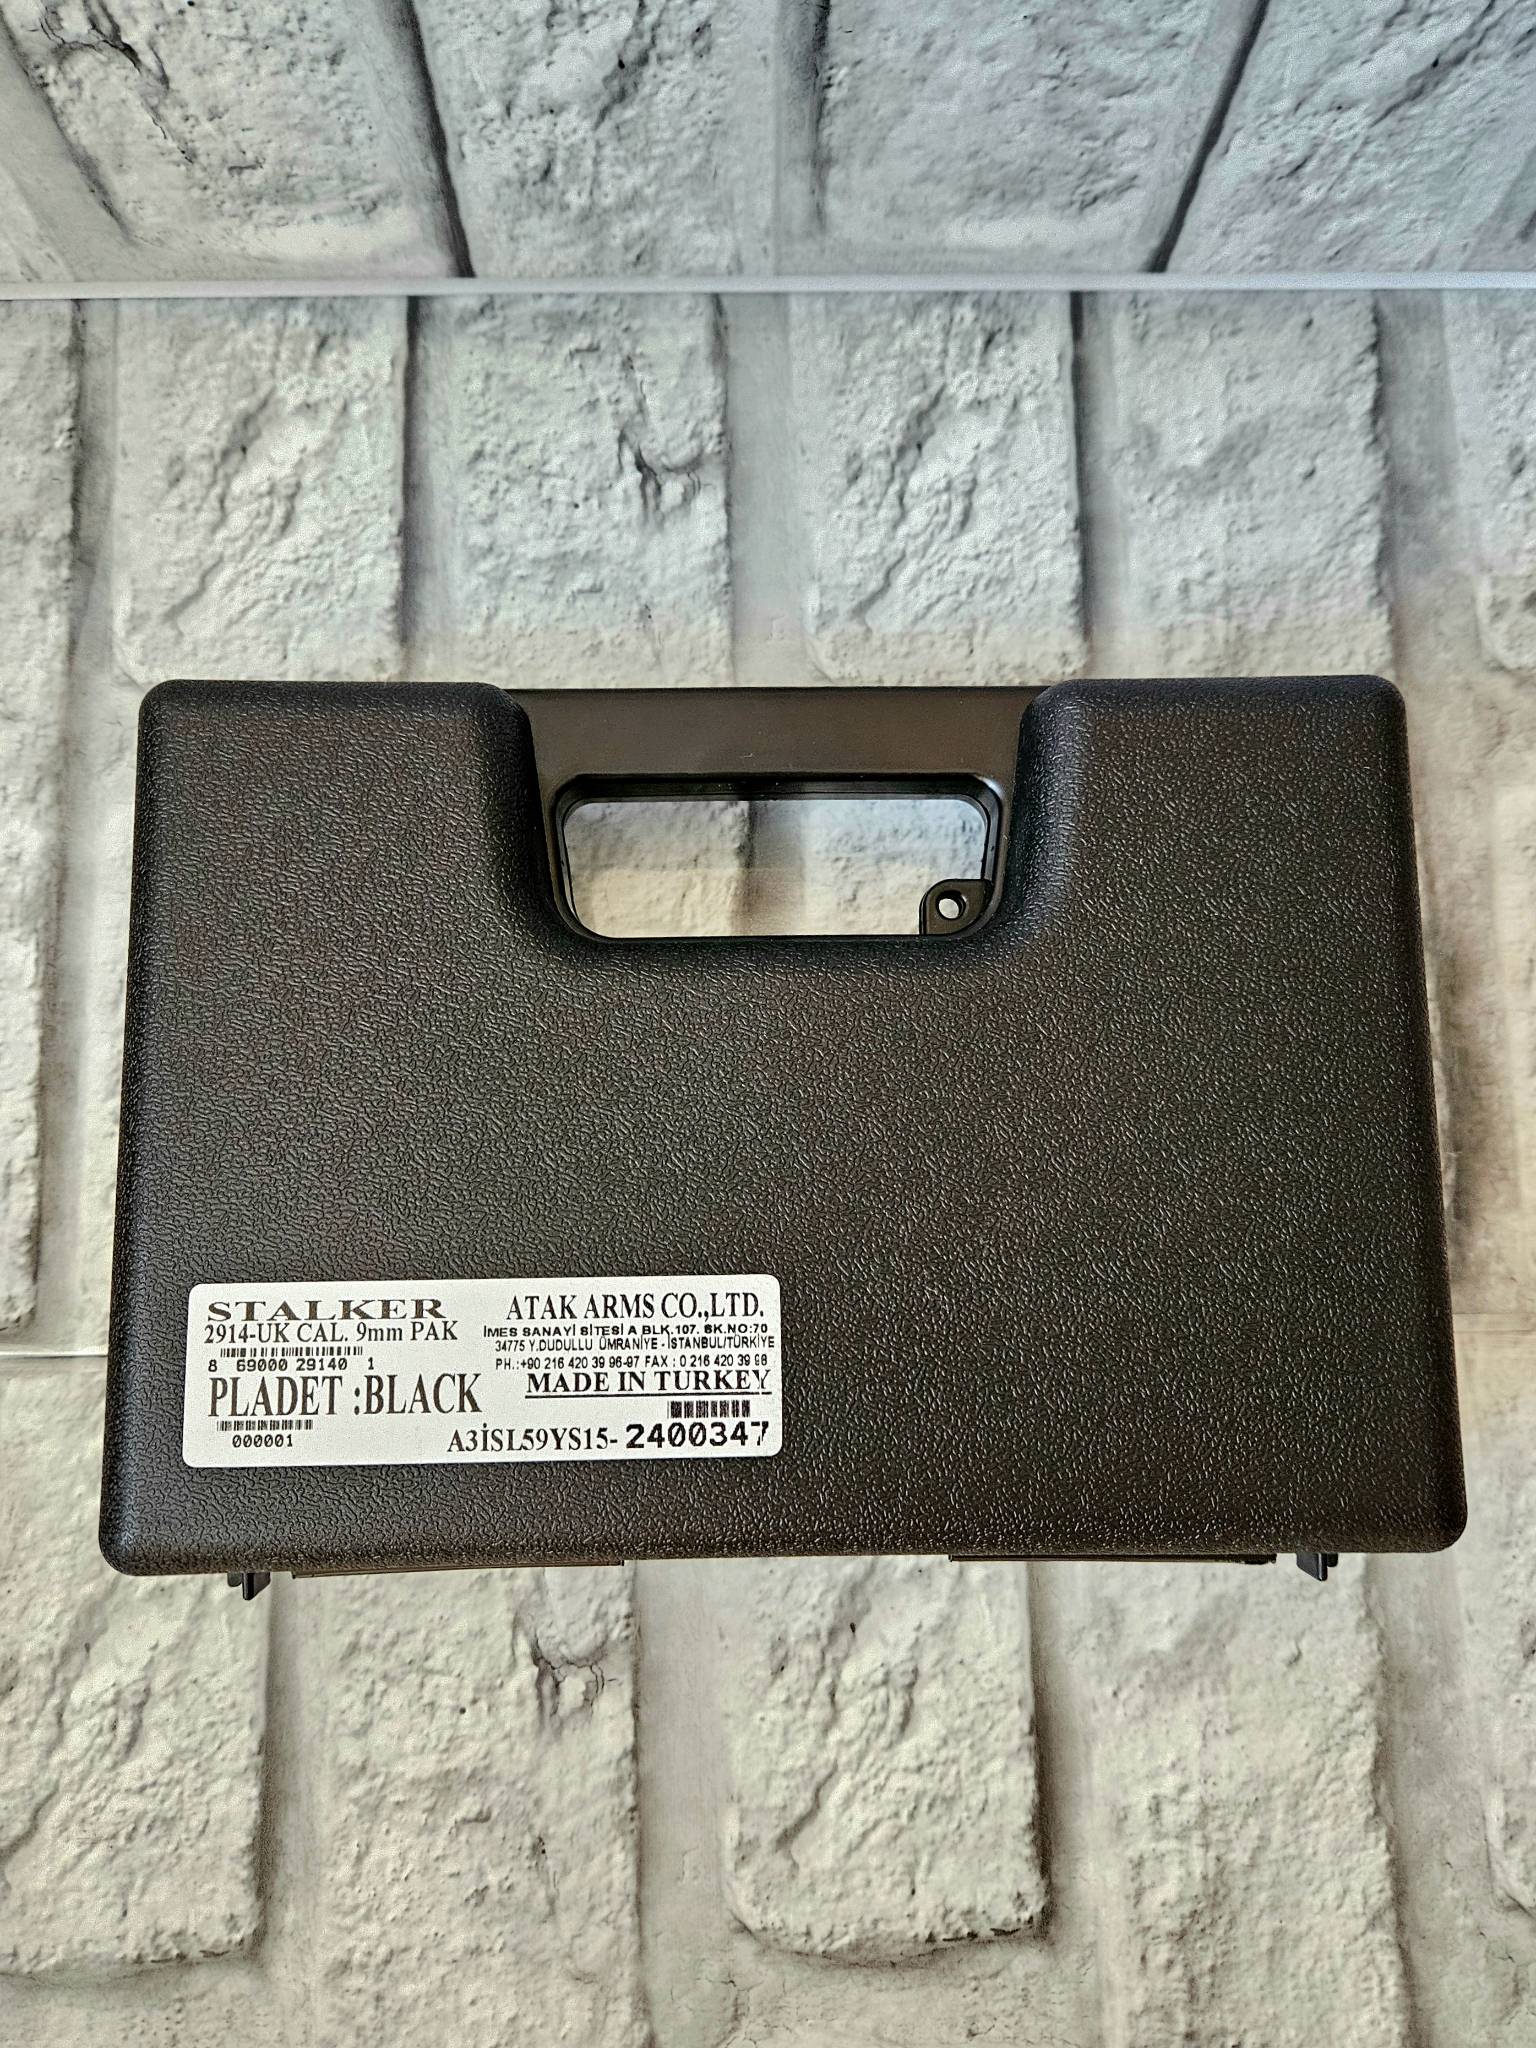 STALKER
2914-UK CAL. 9mm PAK
8 69000 29140 1
PLADET :BLACK
000001
ATAK ARMS CO.,LTD.
İMES SANAYİ SİTESİ A BLK.107. SK.NO:70
34775 Y.DUDULLU ÜMRANİYE - İSTANBUL/TÜRKİYE
PH.:+90 216 420 39 96-97 FAX : 0 216 420 39 98
MADE IN TURKEY
A3İSL59YS15- 2400347